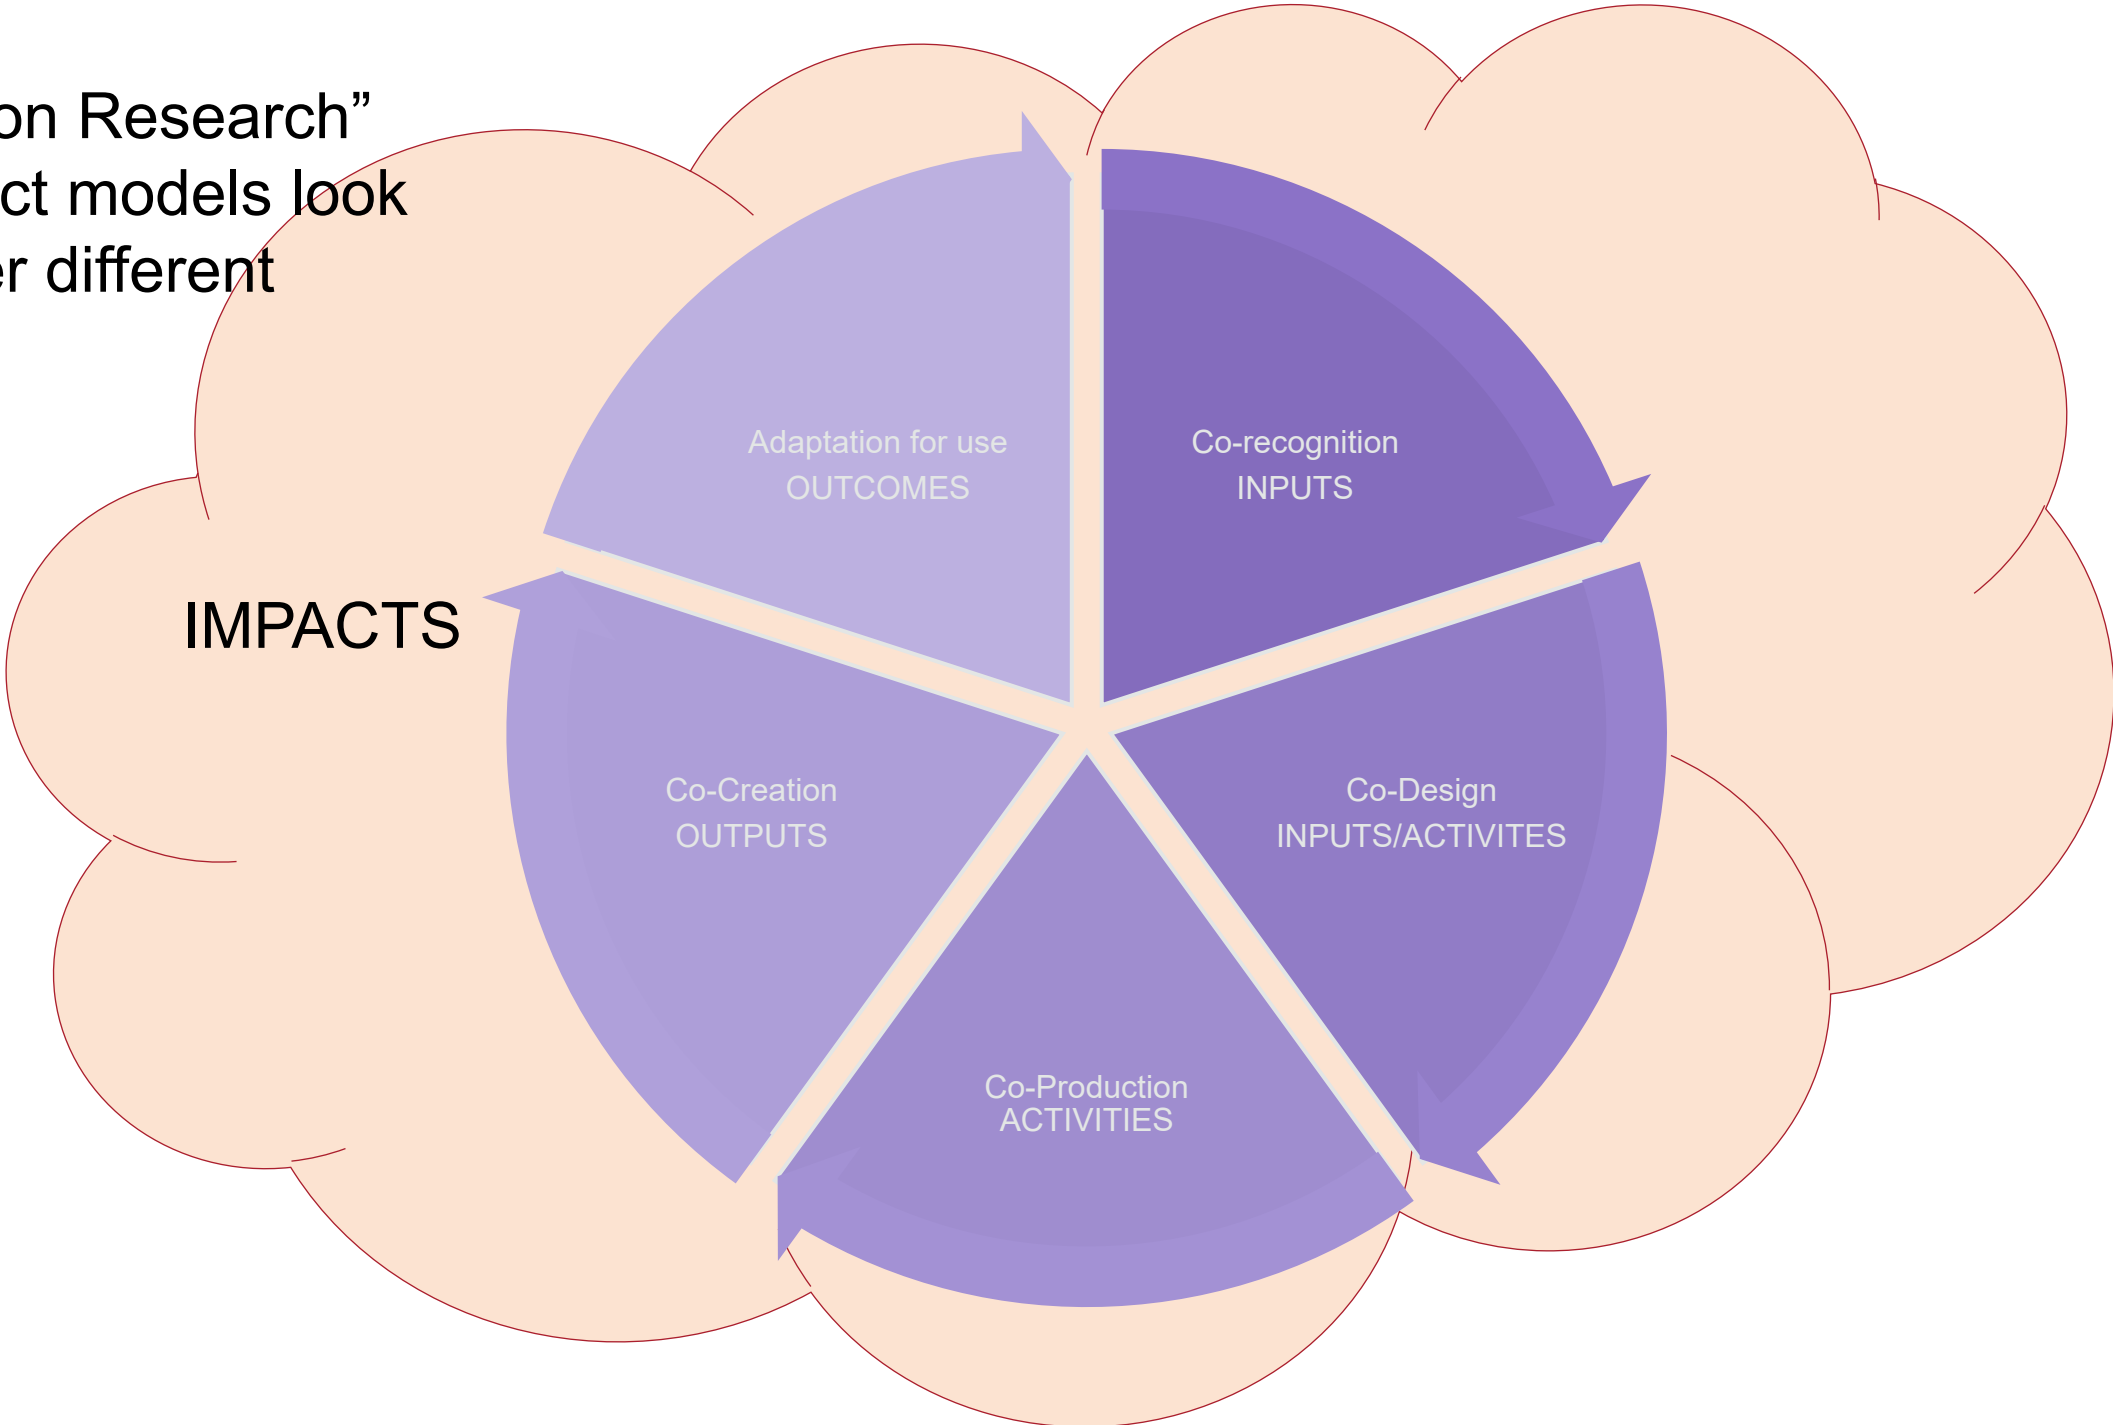 on Research”
ct models look
er different
Adaptation for use
OUTCOMES
Co-recognition
INPUTS
IMPACTS
Co-Creation
OUTPUTS
Co-Design
INPUTS/ACTIVITES
Co-Production
ACTIVITIES